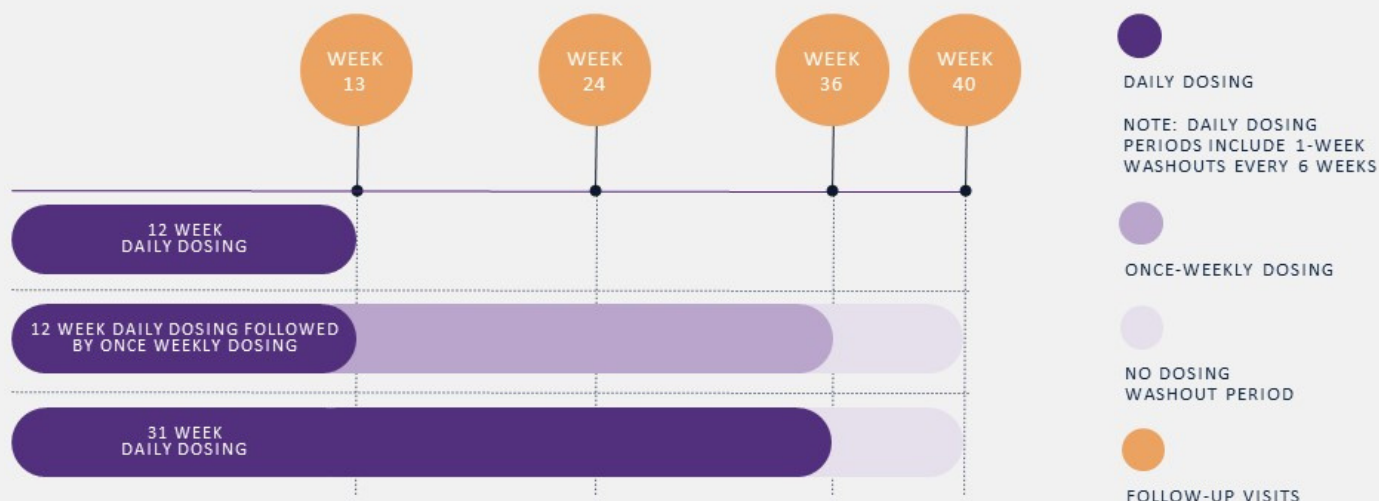 WEEK
13
WEEK
24
WEEK
36
WEEK
40
12 WEEK
DAILY DOSING
12 WEEK DAILY DOSING FOLLOWED
BY ONCE WEEKLY DOSING
31 WEEK
DAILY DOSING
DAILY DOSING
NOTE: DAILY DOSING
PERIODS INCLUDE 1-WEEK
WASHOUTS EVERY 6 WEEKS
ONCE-WEEKLY DOSING
NO DOSING
WASHOUT PERIOD
FOLLOW-UP VISITS